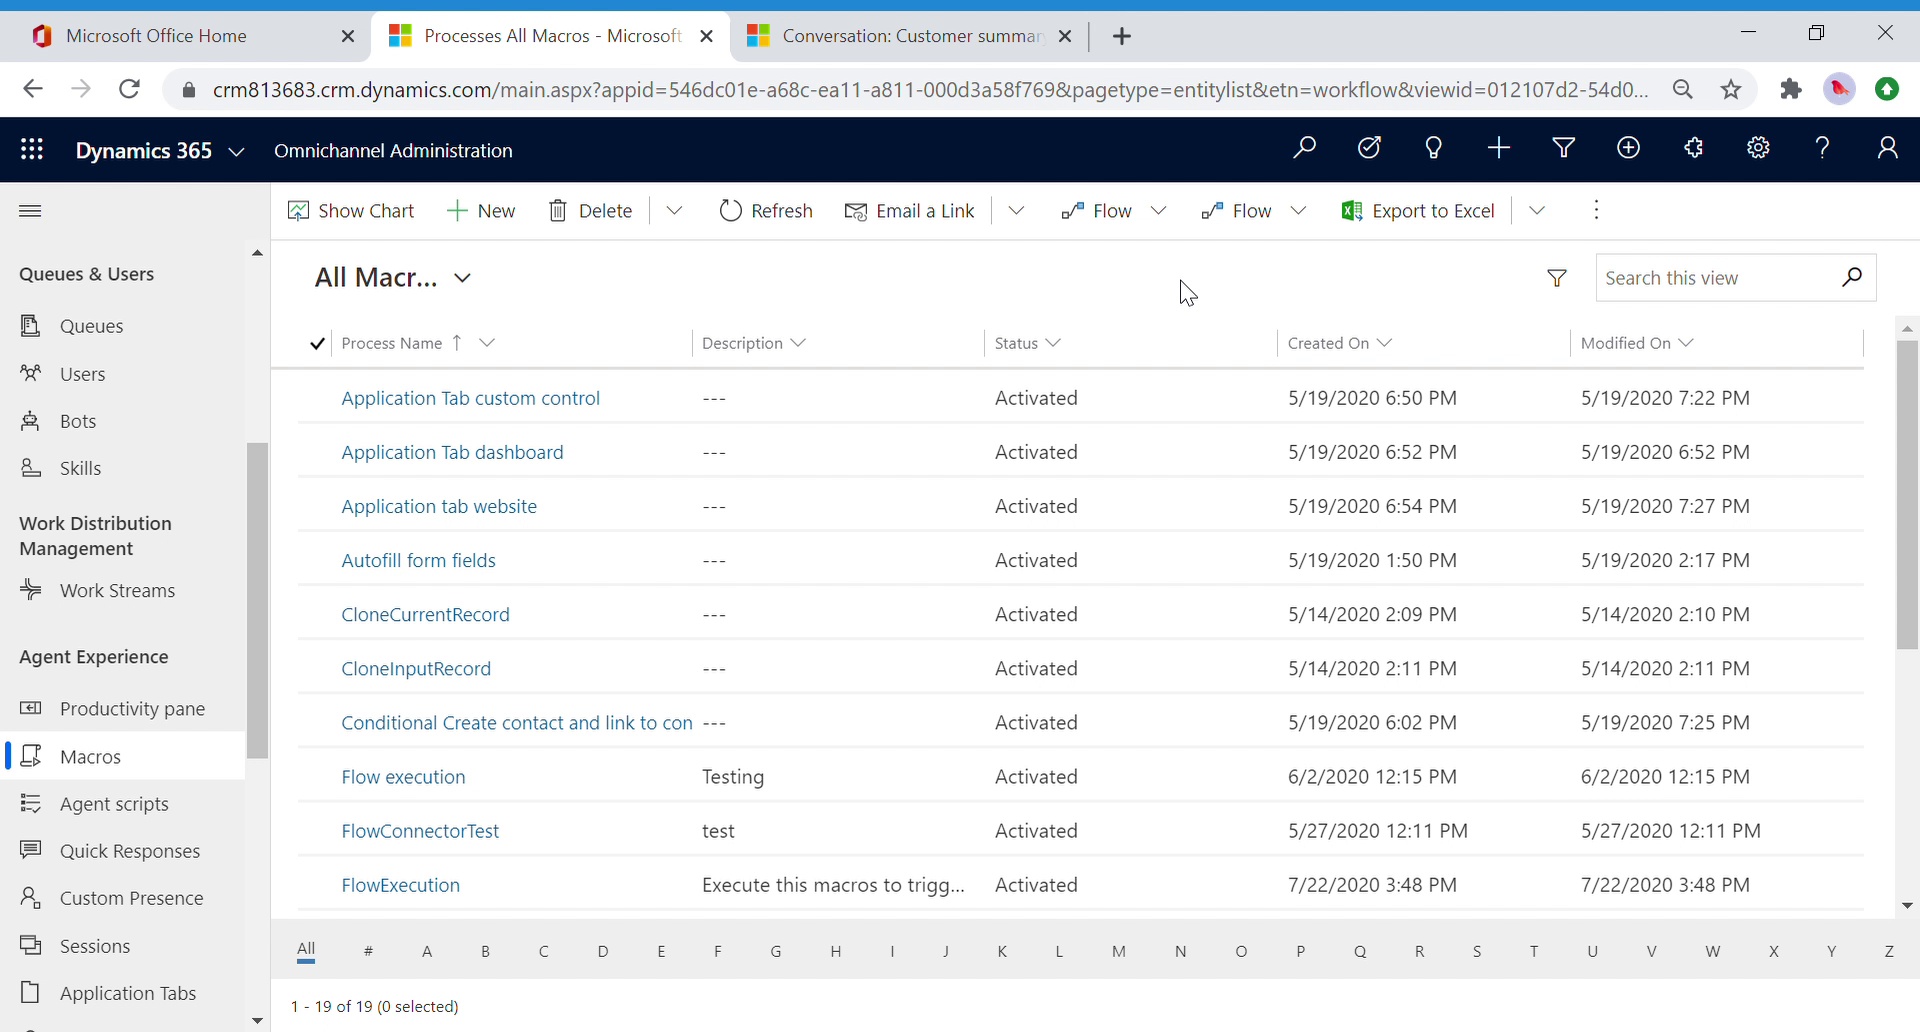 Microsoft Office Home
Processes All Macros - Microsoft
Conversation: Customer summar
crm813683.crm.dynamics.com/main.aspx?appid=546dc01e-a68c-ea11-a811-000d3a58f769&pagetype=entitylist&etn=workflow&viewid=012107d2-54d0...
Dynamics 365
Omnichannel Administration
Show Chart
New
Delete
Refresh
Email a Link
Flow
Flow
Export to Excel
Queues & Users
Queues
Users
Bots
Skills
Work Distribution
Management
Work Streams
Agent Experience
Productivity pane
Macros
Agent scripts
Quick Responses
Custom Presence
Sessions
Application Tabs
All Macr...
Search this view
Process Name Description Status Created On Modified On
Application Tab custom control --- Activated 5/19/2020 6:50 PM 5/19/2020 7:22 PM
Application Tab dashboard --- Activated 5/19/2020 6:52 PM 5/19/2020 6:52 PM
Application tab website --- Activated 5/19/2020 6:54 PM 5/19/2020 7:27 PM
Autofill form fields --- Activated 5/19/2020 1:50 PM 5/19/2020 2:17 PM
CloneCurrentRecord --- Activated 5/14/2020 2:09 PM 5/14/2020 2:10 PM
CloneInputRecord --- Activated 5/14/2020 2:11 PM 5/14/2020 2:11 PM
Conditional Create contact and link to con --- Activated 5/19/2020 6:02 PM 5/19/2020 7:25 PM
Flow execution Testing Activated 6/2/2020 12:15 PM 6/2/2020 12:15 PM
FlowConnectorTest test Activated 5/27/2020 12:11 PM 5/27/2020 12:11 PM
FlowExecution Execute this macros to trigg... Activated 7/22/2020 3:48 PM 7/22/2020 3:48 PM
All # A B C D E F G H I J K L M N O P Q R S T U V W X Y Z
1 - 19 of 19 (0 selected)